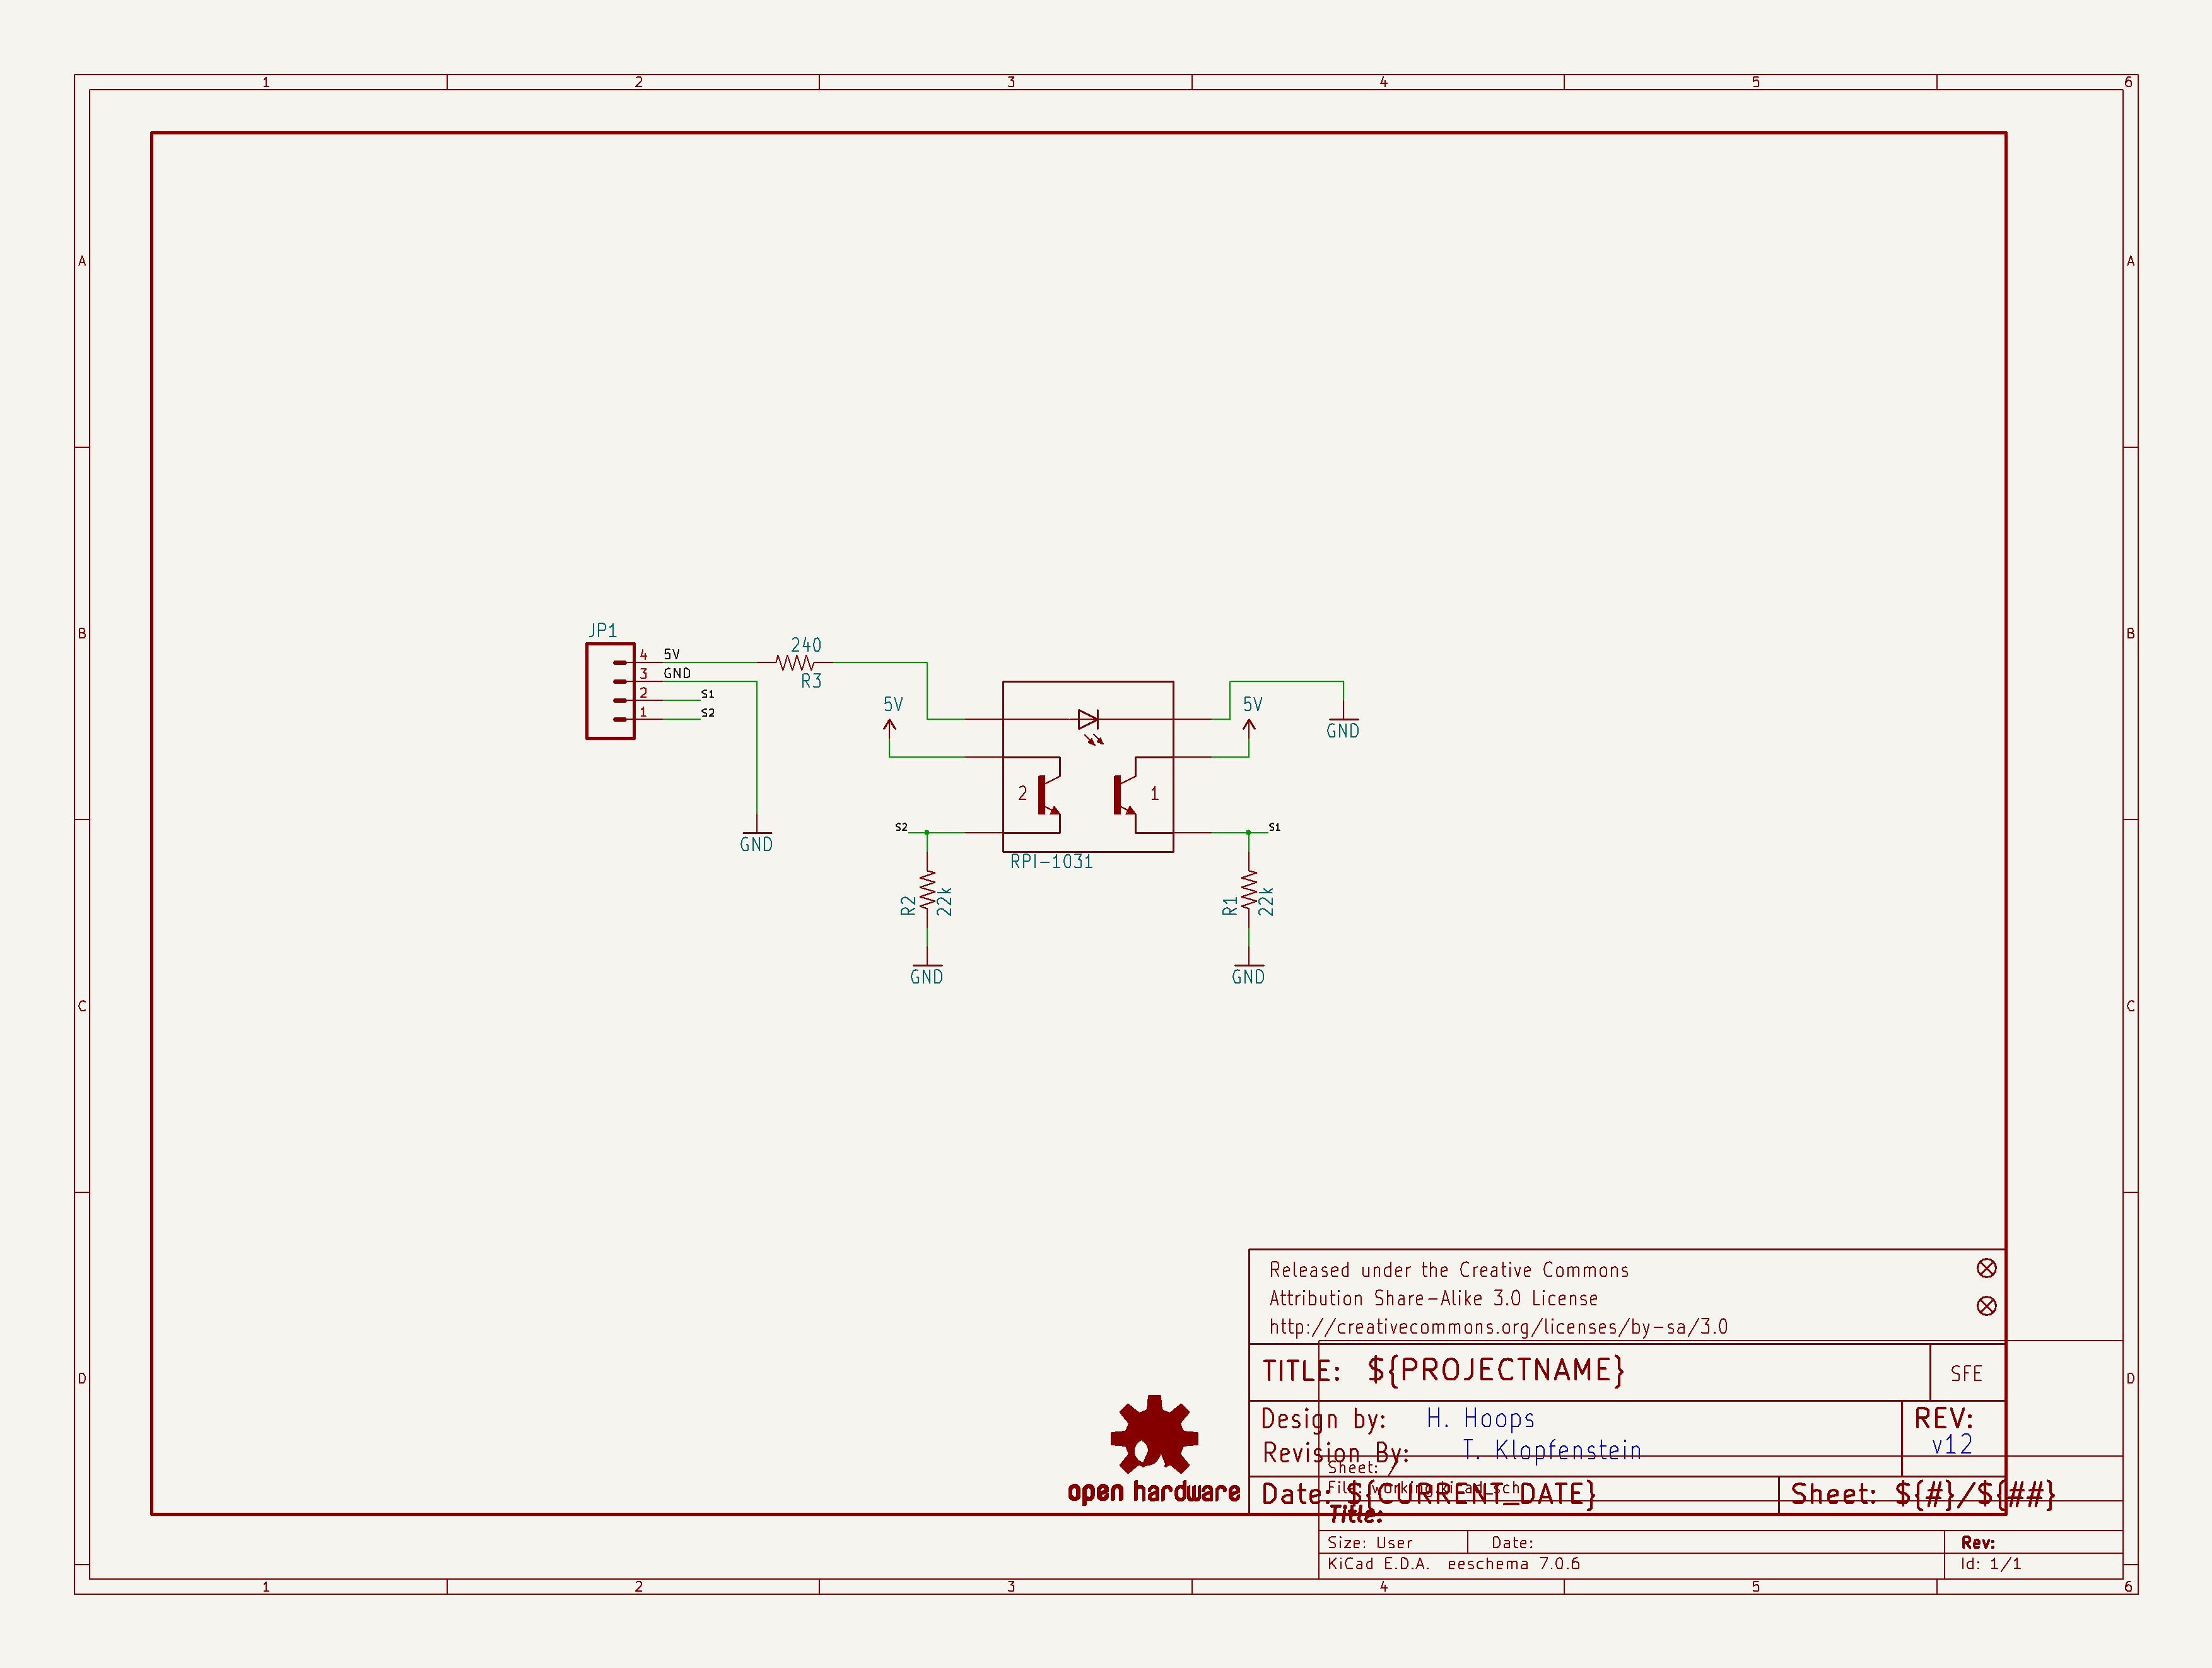 1 2 3 4 5 6
A A
B B
JP1
4 5V
3 GND
2 S1
1 S2
240
R3
5V
5V
GND
2 1
S2
S1
GND
RPI-1031
R2 22k
R1 22k
GND
GND
C C
Released under the Creative Commons
Attribution Share-Alike 3.0 License
http://creativecommons.org/licenses/by-sa/3.0
TITLE: ${PROJECTNAME}
SFE
D D
Design by: H. Hoops
REV:
Revision By: T. Klopfenstein
v12
Sheet: /
File: working.kicad_sch
open hardware
Date: ${CURRENT_DATE}
Sheet: ${#}/${##}
Title:
Size: User Date:
Rev:
KiCad E.D.A. eeschema 7.0.6
Id: 1/1
1 2 3 4 5 6